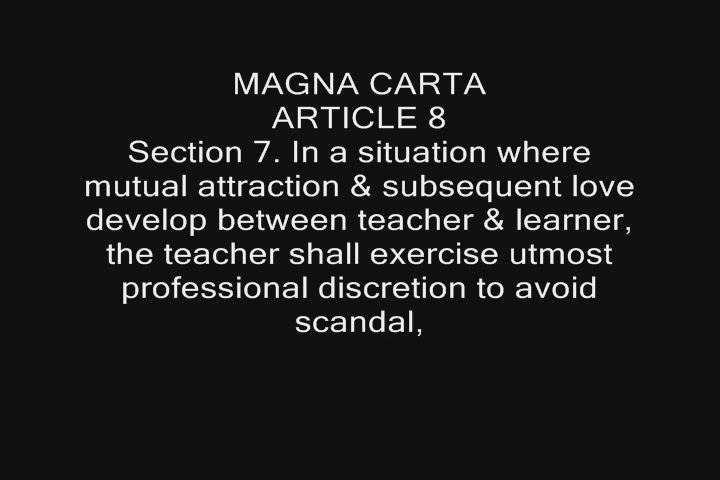 MAGNA CARTA
ARTICLE 8
Section 7. In a situation where
mutual attraction & subsequent love
develop between teacher & learner,
the teacher shall exercise utmost
professional discretion to avoid
scandal,